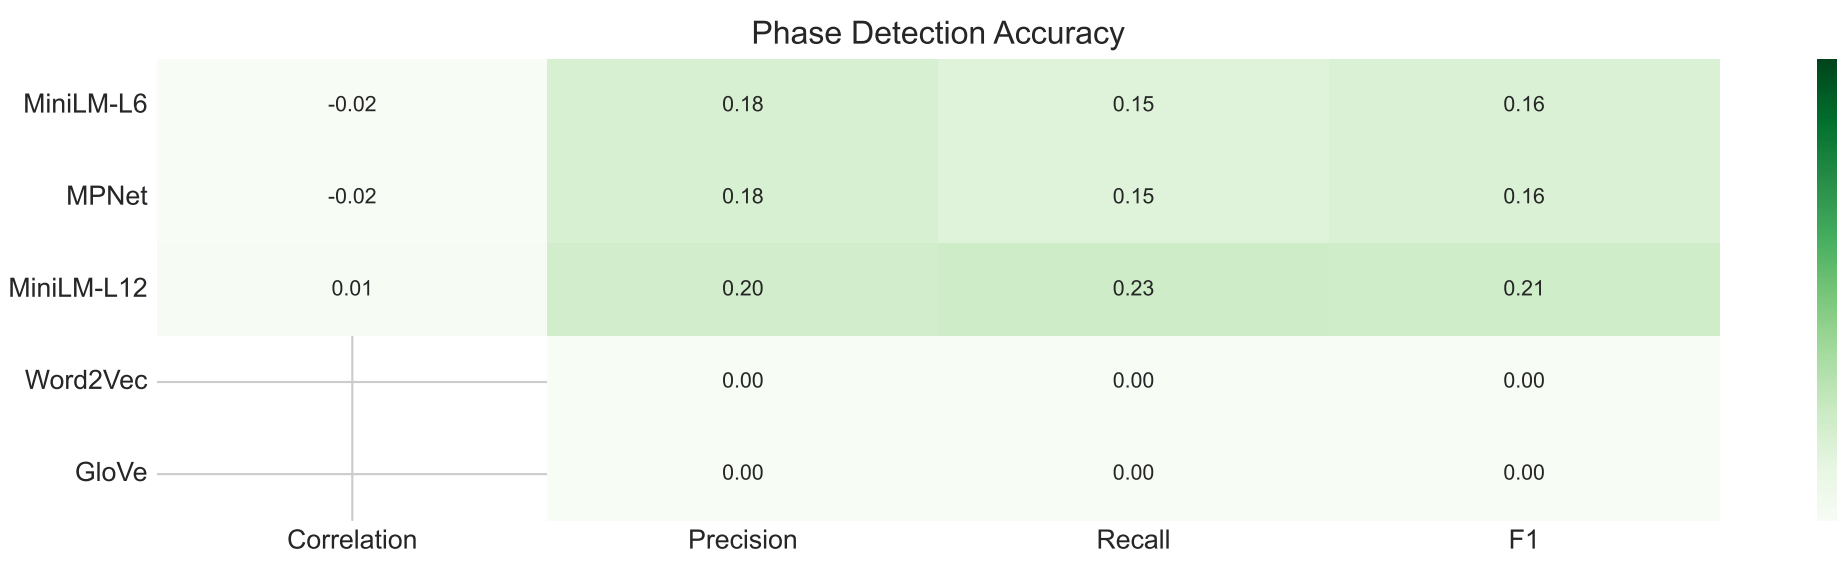 Phase Detection Accuracy
MiniLM-L6 -0.02 0.18 0.15 0.16
MPNet -0.02 0.18 0.15 0.16
MiniLM-L12 0.01 0.20 0.23 0.21
Word2Vec 0.00 0.00 0.00
GloVe 0.00 0.00 0.00
Correlation Precision Recall F1